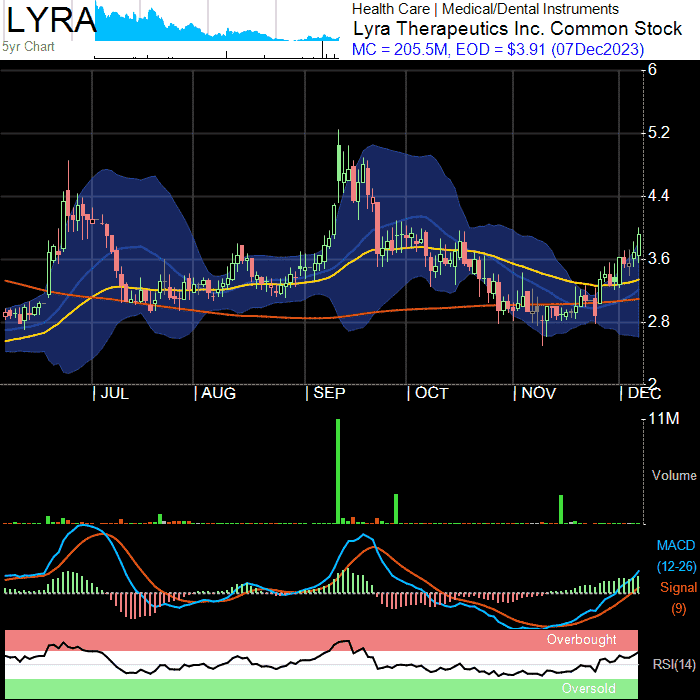 LYRA
5yr Chart
Health Care | Medical/Dental Instruments
Lyra Therapeutics Inc. Common Stock
MC = 205.5M, EOD = $3.91 (07Dec2023)
6
5.2
4.4
3.6
2.8
2
| JUL | AUG | SEP | OCT | NOV | DEC
11M
Volume
MACD
(12-26)
Signal
(9)
Overbought
RSI(14)
Oversold